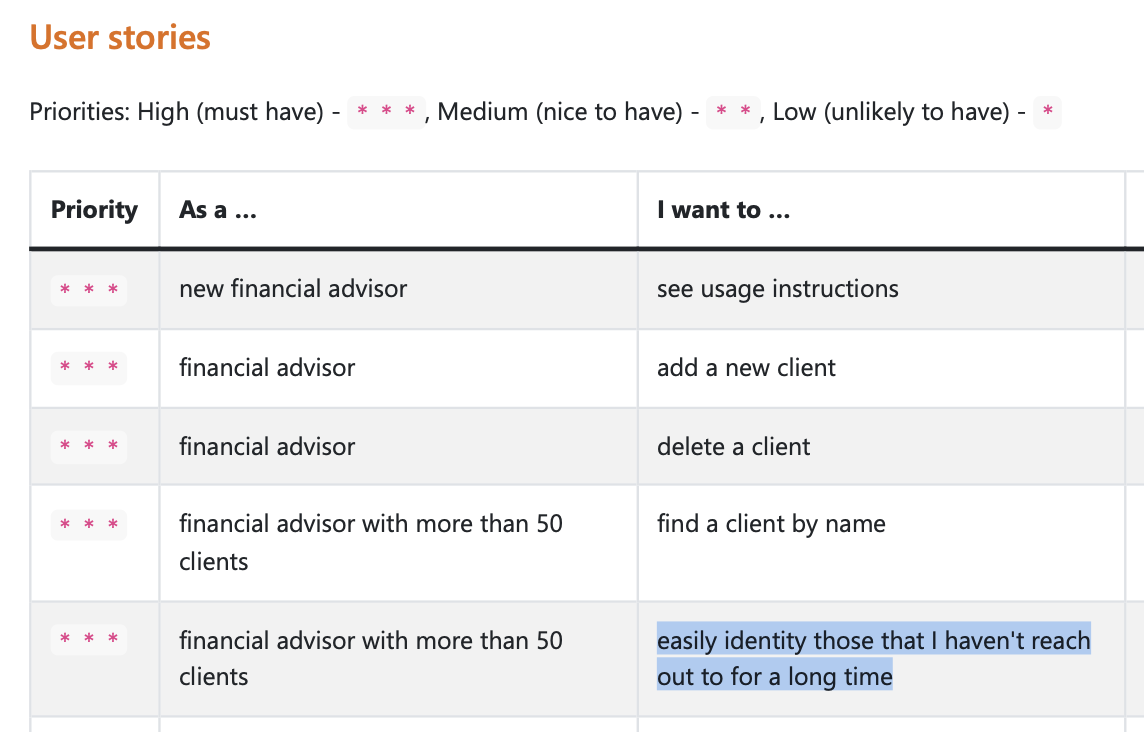 User stories
Priorities: High (must have) - * * *, Medium (nice to have) - * *, Low (unlikely to have) - *
Priority As a ... I want to ...
* * * new financial advisor see usage instructions
* * * financial advisor add a new client
* * * financial advisor delete a client
* * * financial advisor with more than 50 find a client by name
clients
* * * financial advisor with more than 50 easily identity those that I haven't reach
clients out to for a long time